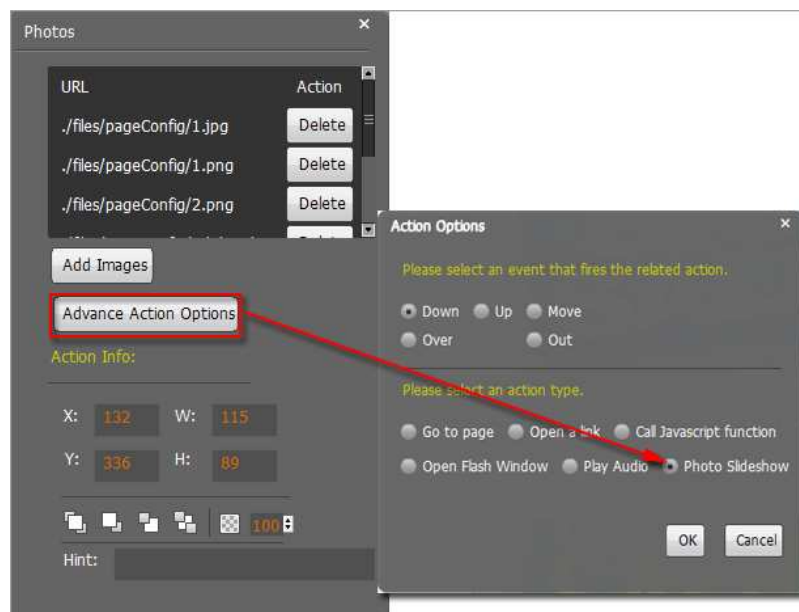 Photos
URL Action
./files/pageConfig/1.jpg Delete
./files/pageConfig/1.png Delete
./files/pageConfig/2.png Delete
Add Images
Advance Action Options
Action Info:
X: 132 W: 115
Y: 336 H: 89
100
Hint:
Action Options
Please select an event that fires the related action.
Down Up Move
Over Out
Please select an action type.
Go to page Open a link Call Javascript function
Open Flash Window Play Audio Photo Slideshow
OK Cancel